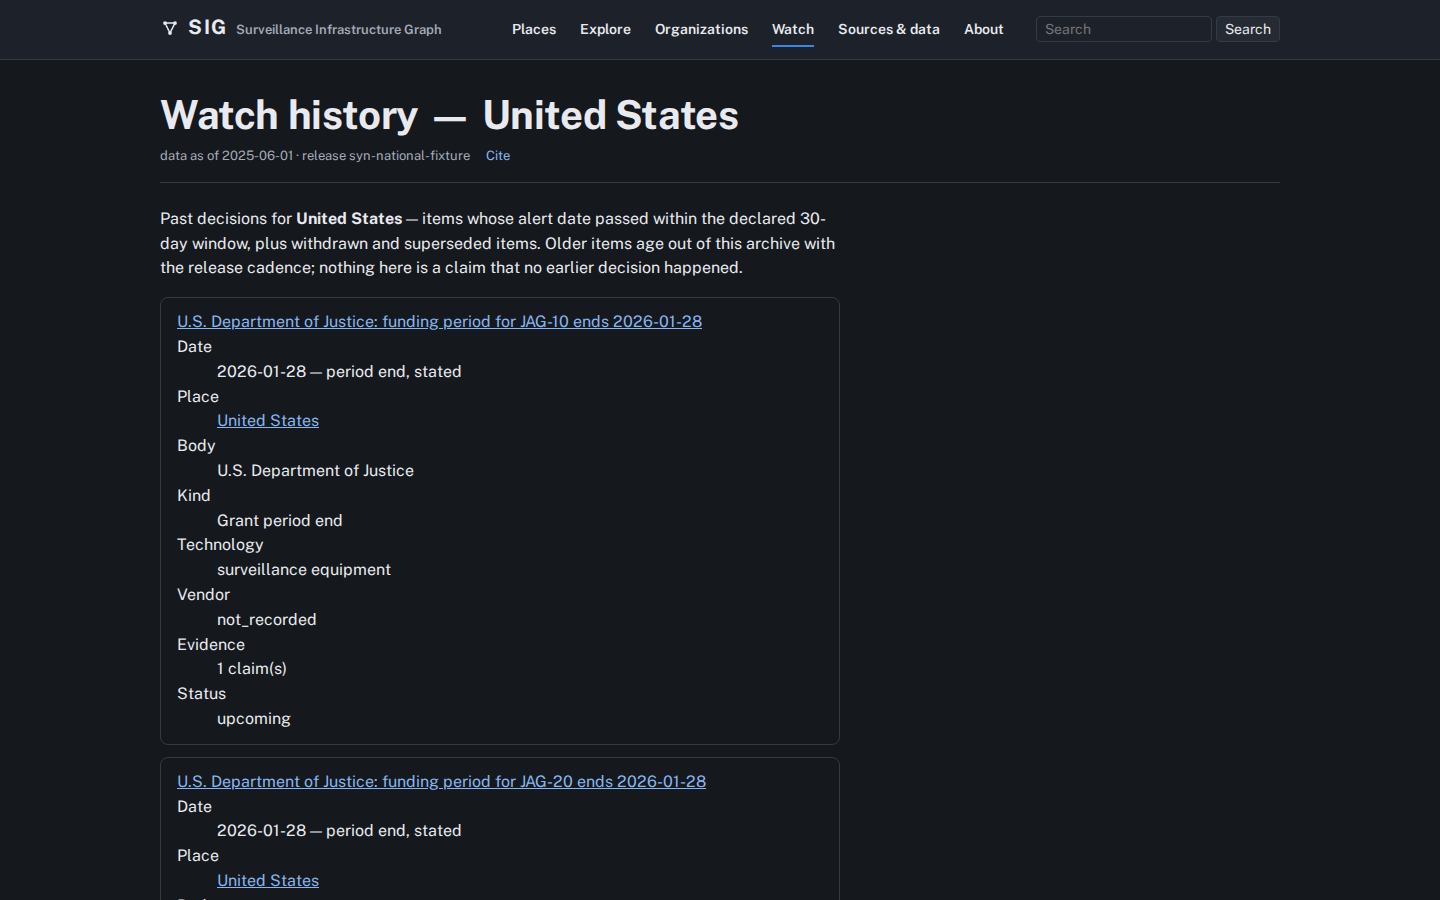 SIG Surveillance Infrastructure Graph Places Explore Organizations Watch Sources & data About Search Search
Watch history — United States
data as of 2025-06-01 · release syn-national-fixture Cite
Past decisions for United States — items whose alert date passed within the declared 30-
day window, plus withdrawn and superseded items. Older items age out of this archive with
the release cadence; nothing here is a claim that no earlier decision happened.
U.S. Department of Justice: funding period for JAG-10 ends 2026-01-28
Date
2026-01-28 — period end, stated
Place
United States
Body
U.S. Department of Justice
Kind
Grant period end
Technology
surveillance equipment
Vendor
not_recorded
Evidence
1 claim(s)
Status
upcoming
U.S. Department of Justice: funding period for JAG-20 ends 2026-01-28
Date
2026-01-28 — period end, stated
Place
United States